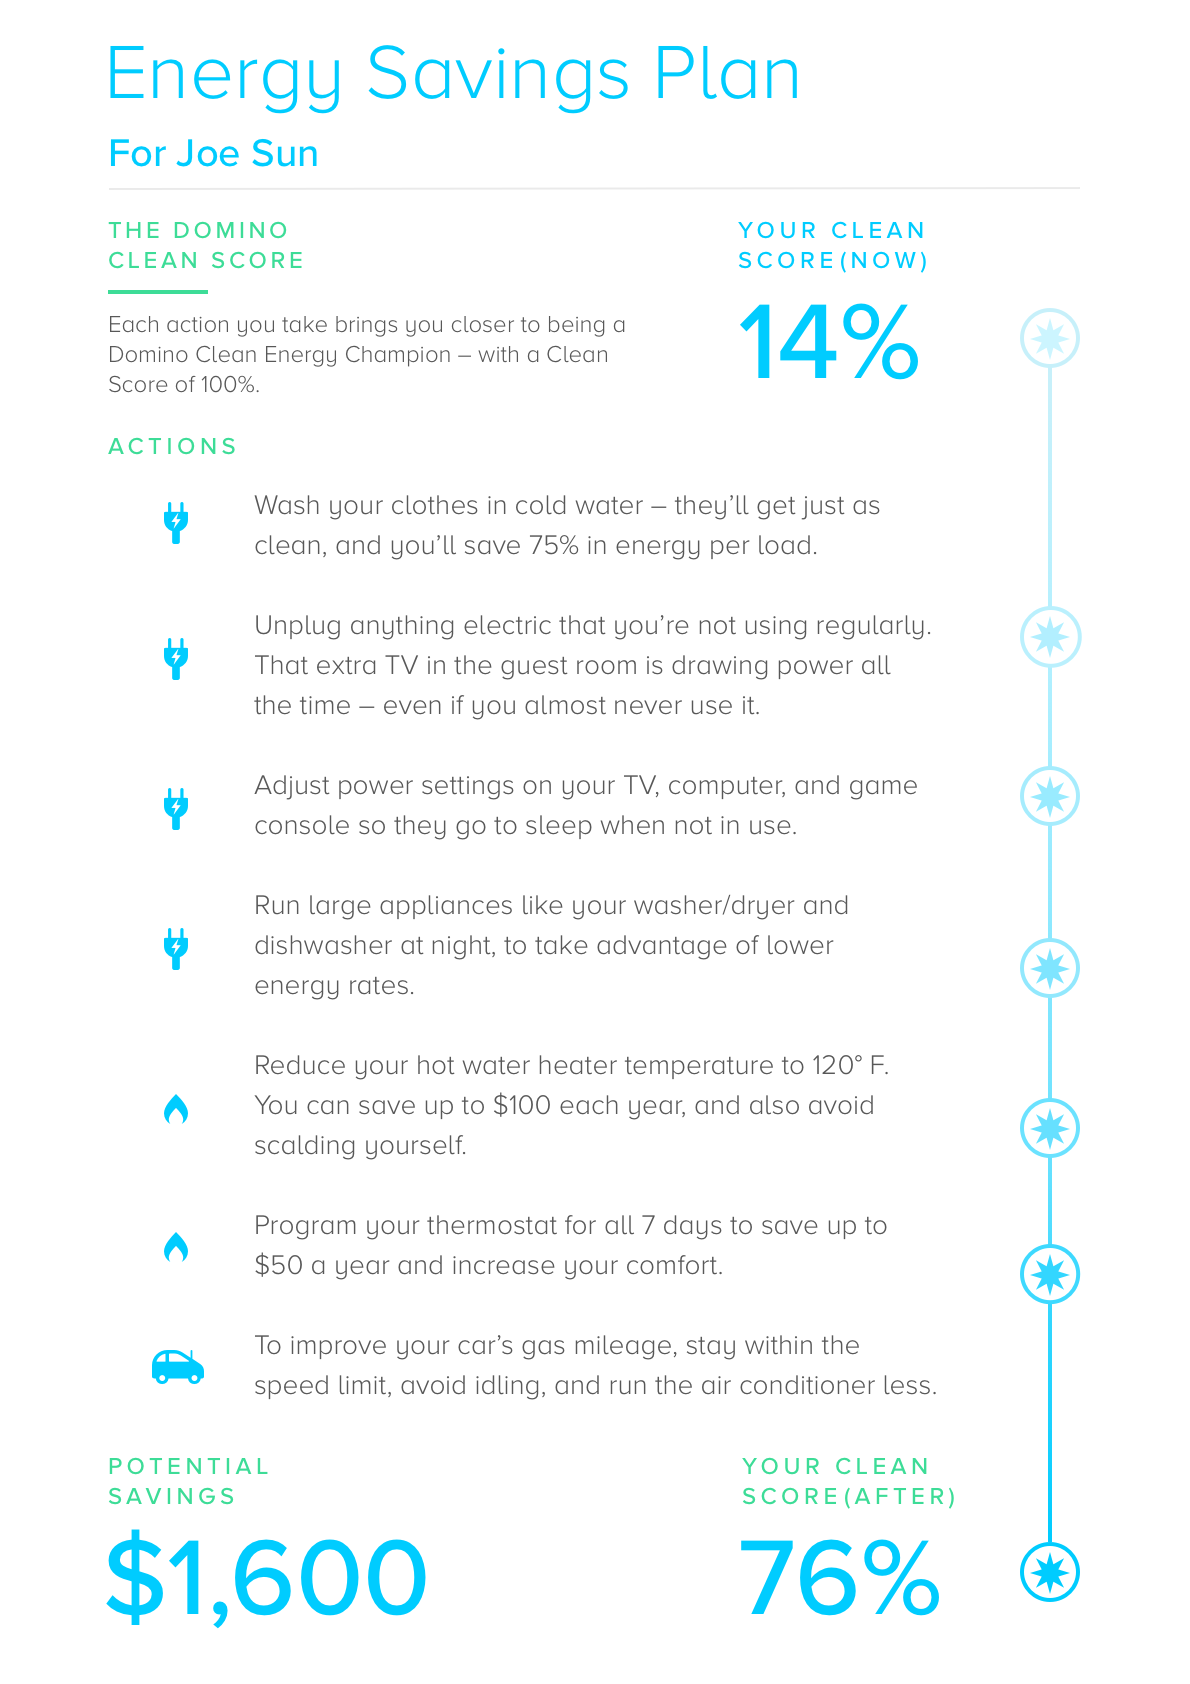 Energy Savings Plan
For Joe Sun
THE DOMINO
CLEAN SCORE
Each action you take brings you closer to being a
Domino Clean Energy Champion – with a Clean
Score of 100%.
YOUR CLEAN
SCORE(NOW)
14%
ACTIONS
Wash your clothes in cold water – they’ll get just as
clean, and you’ll save 75% in energy per load.
Unplug anything electric that you’re not using regularly.
That extra TV in the guest room is drawing power all
the time – even if you almost never use it.
Adjust power settings on your TV, computer, and game
console so they go to sleep when not in use.
Run large appliances like your washer/dryer and
dishwasher at night, to take advantage of lower
energy rates.
Reduce your hot water heater temperature to 120° F.
You can save up to $100 each year, and also avoid
scalding yourself.
Program your thermostat for all 7 days to save up to
$50 a year and increase your comfort.
To improve your car’s gas mileage, stay within the
speed limit, avoid idling, and run the air conditioner less.
POTENTIAL
SAVINGS
$1,600
YOUR CLEAN
SCORE(AFTER)
76%